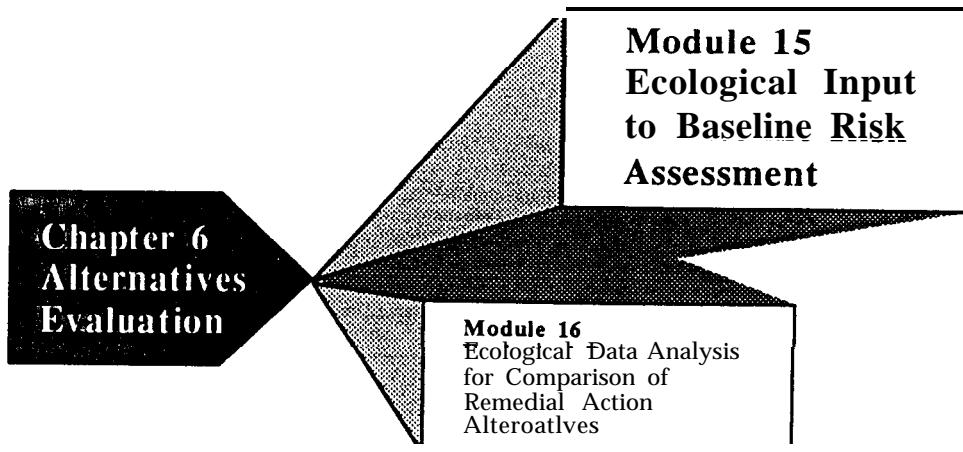 Chapter 6
Alternatives
Evaluation
Module 15
Ecological Input
to Baseline Risk
Assessment
Module 16
Ecological Data Analysis
for Comparison of
Remedial Action
Alteroatlves